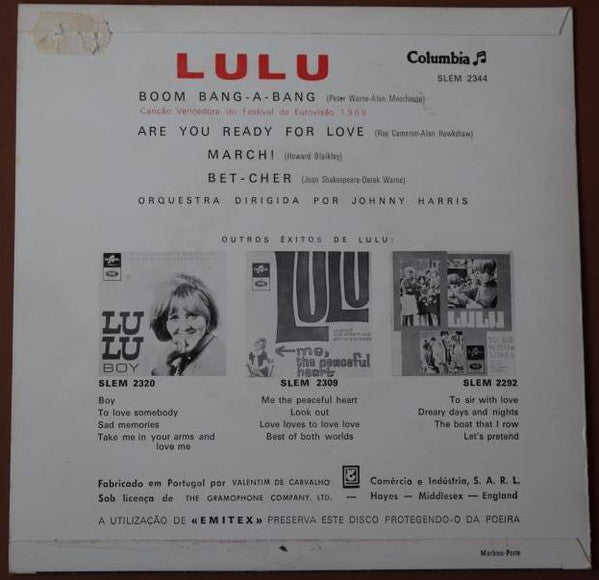 LULU
Columbia
SLEM 2344
BOOM BANG-A-BANG (Peter Warne-Alan Moorhouse)
Canção Vencedora do Festival de Eurovisão 1969
ARE YOU READY FOR LOVE (Ray Cameron-Alan Hawkshaw)
MARCH! (Howard Blaikley)
BET-CHER (Joan Shakespeare-Derek Warne)
ORQUESTRA DIRIGIDA POR JOHNNY HARRIS
OUTROS ÊXITOS DE LULU:
LU
LU
BOY
LULU
me,
the peaceful
heart
LULU
TO SIR
WITH LOVE
SLEM 2320
SLEM 2309
SLEM 2292
Boy
To love somebody
Sad memories
Take me in your arms and
love me
Me the peaceful heart
Look out
Love loves to love love
Best of both worlds
To sir with love
Dreary days and nights
The boat that I row
Let's pretend
Fabricado em Portugal por VALENTIM DE CARVALHO Comércio e Indústria, S. A. R. L.
Sob licença de THE GRAMOPHONE COMPANY, LTD. — Hayes — Middlesex — England
A UTILIZAÇÃO DE «EMITEX» PRESERVA ESTE DISCO PROTEGENDO-O DA POEIRA